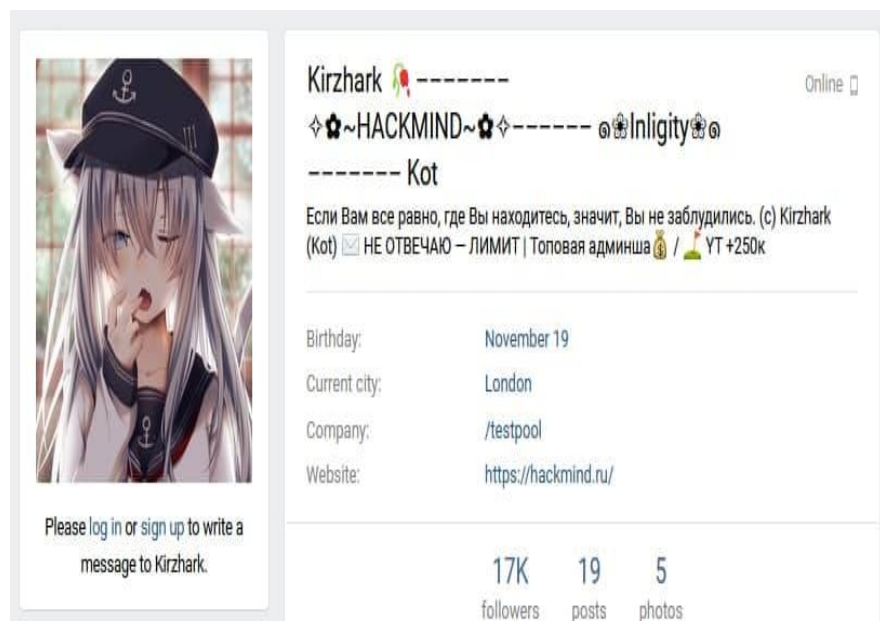 Kirzhark 🥀 -------
✧✿~HACKMIND~✿✧------ ๑❀Inligity❀๑
------- Kot
Online
Если Вам все равно, где Вы находитесь, значит, Вы не заблудились. (c) Kirzhark
(Kot) ✉️ НЕ ОТВЕЧАЮ – ЛИМИТ | Топовая админша💰 / ⛳ YT +250к
Birthday: November 19
Current city: London
Company: /testpool
Website: https://hackmind.ru/
17K 19 5
followers posts photos
Please log in or sign up to write a
message to Kirzhark.